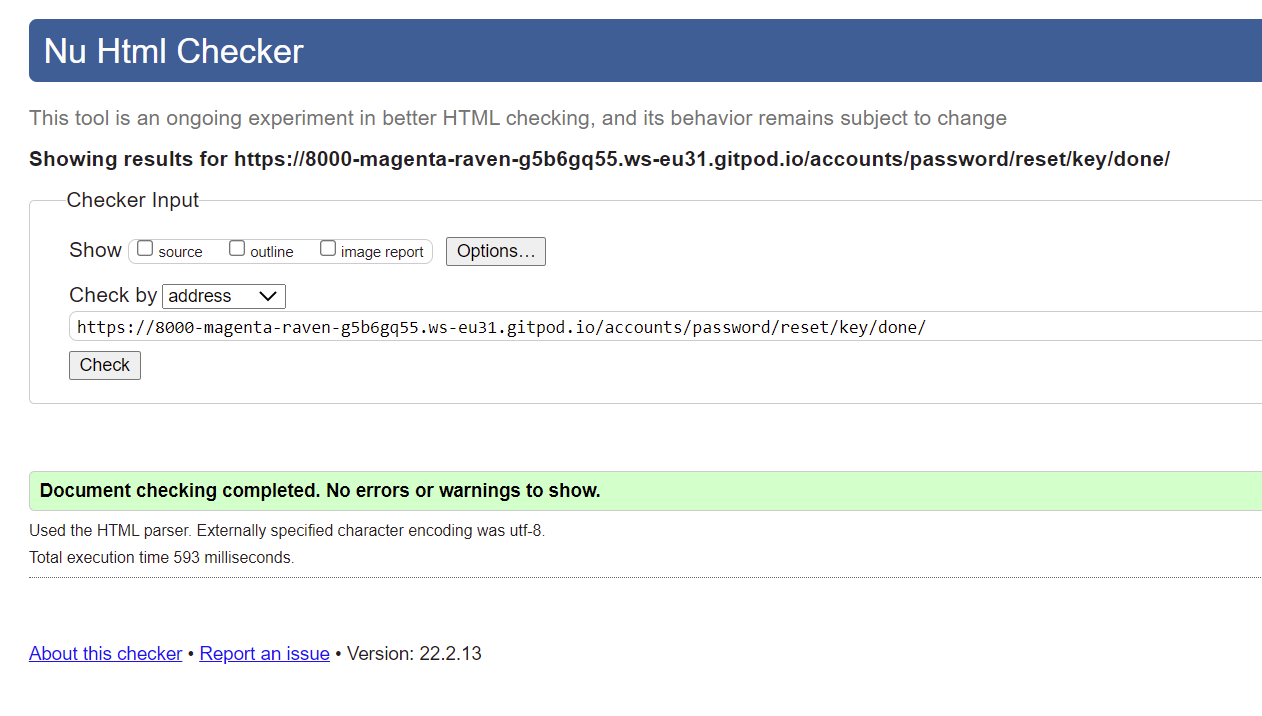 Nu Html Checker
This tool is an ongoing experiment in better HTML checking, and its behavior remains subject to change
Showing results for https://8000-magenta-raven-g5b6gq55.ws-eu31.gitpod.io/accounts/password/reset/key/done/
Checker Input
Show source outline image report Options...
Check by address
https://8000-magenta-raven-g5b6gq55.ws-eu31.gitpod.io/accounts/password/reset/key/done/
Check
Document checking completed. No errors or warnings to show.
Used the HTML parser. Externally specified character encoding was utf-8.
Total execution time 593 milliseconds.
About this checker • Report an issue • Version: 22.2.13